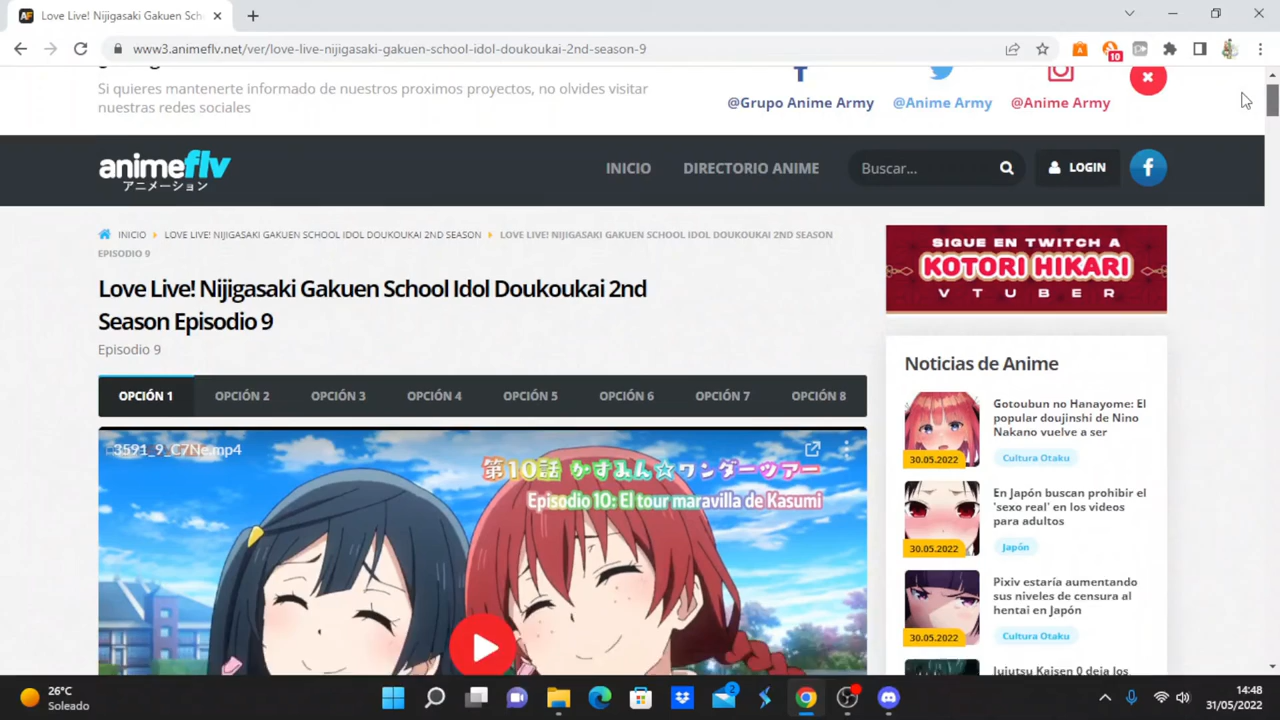 Love Live! Nijigasaki Gakuen Sch
www3.animeflv.net/ver/love-live-nijigasaki-gakuen-school-idol-doukoukai-2nd-season-9
10
Si quieres mantenerte informado de nuestros proximos proyectos, no olvides visitar
nuestras redes sociales
@Grupo Anime Army
@Anime Army
@Anime Army
animeflv
アニメーション
INICIO
DIRECTORIO ANIME
Buscar...
LOGIN
INICIO
LOVE LIVE! NIJIGASAKI GAKUEN SCHOOL IDOL DOUKOUKAI 2ND SEASON
LOVE LIVE! NIJIGASAKI GAKUEN SCHOOL IDOL DOUKOUKAI 2ND SEASON
EPISODIO 9
Love Live! Nijigasaki Gakuen School Idol Doukoukai 2nd
Season Episodio 9
Episodio 9
OPCIÓN 1
OPCIÓN 2
OPCIÓN 3
OPCIÓN 4
OPCIÓN 5
OPCIÓN 6
OPCIÓN 7
OPCIÓN 8
3591_9_C7Ne.mp4
第10話 かすみん☆ワンダーツアー
Episodio 10: El tour maravilla de Kasumi
SIGUE EN TWITCH A
KOTORI HIKARI
VTUBER
Noticias de Anime
Gotoubun no Hanayome: El
popular doujinshi de Nino
Nakano vuelve a ser
Cultura Otaku
30.05.2022
En Japón buscan prohibir el
'sexo real' en los videos
para adultos
Japón
30.05.2022
Pixiv estaría aumentando
sus niveles de censura al
hentai en Japón
Cultura Otaku
30.05.2022
Jujutsu Kaisen 0 deja los
26°C
Soleado
2
14:48
31/05/2022